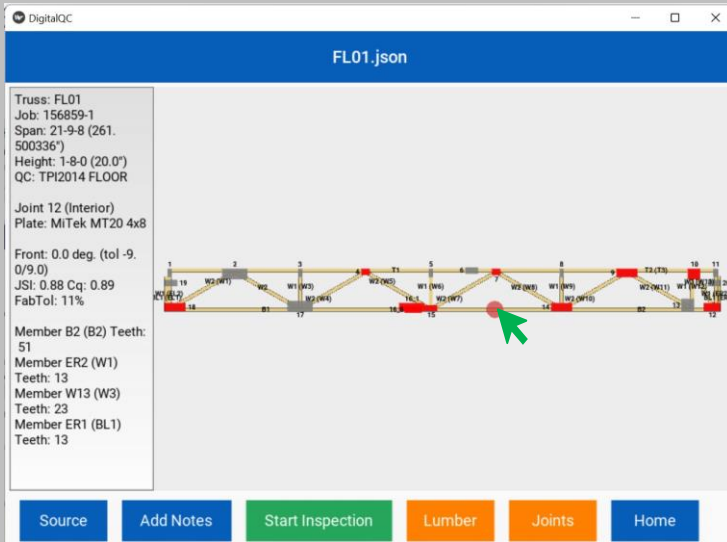 DigitalQC
FL01.json
Truss: FL01
Job: 156859-1
Span: 21-9-8 (261.
500336")
Height: 1-8-0 (20.0")
QC: TPI2014 FLOOR
Joint 12 (Interior)
Plate: MiTek MT20 4x8
Front: 0.0 deg. (tol -9.
0/9.0)
JSI: 0.88 Cq: 0.89
FabTol: 11%
Member B2 (B2) Teeth:
51
Member ER2 (W1)
Teeth: 13
Member W13 (W3)
Teeth: 23
Member ER1 (BL1)
Teeth: 13
1 2 3 4 T1 5 6 7 8 9 T2 (T3) 10 11
19 W2 (W1) W2 W1 (W3) W2 (W5) W1 (W6) W2 (W7) W2 (W8) W1 (W9) W2 (W10) W2 (W11)
18 B1 17 W2 (W4) 16_1 15 14 B2 13 12
Source
Add Notes
Start Inspection
Lumber
Joints
Home